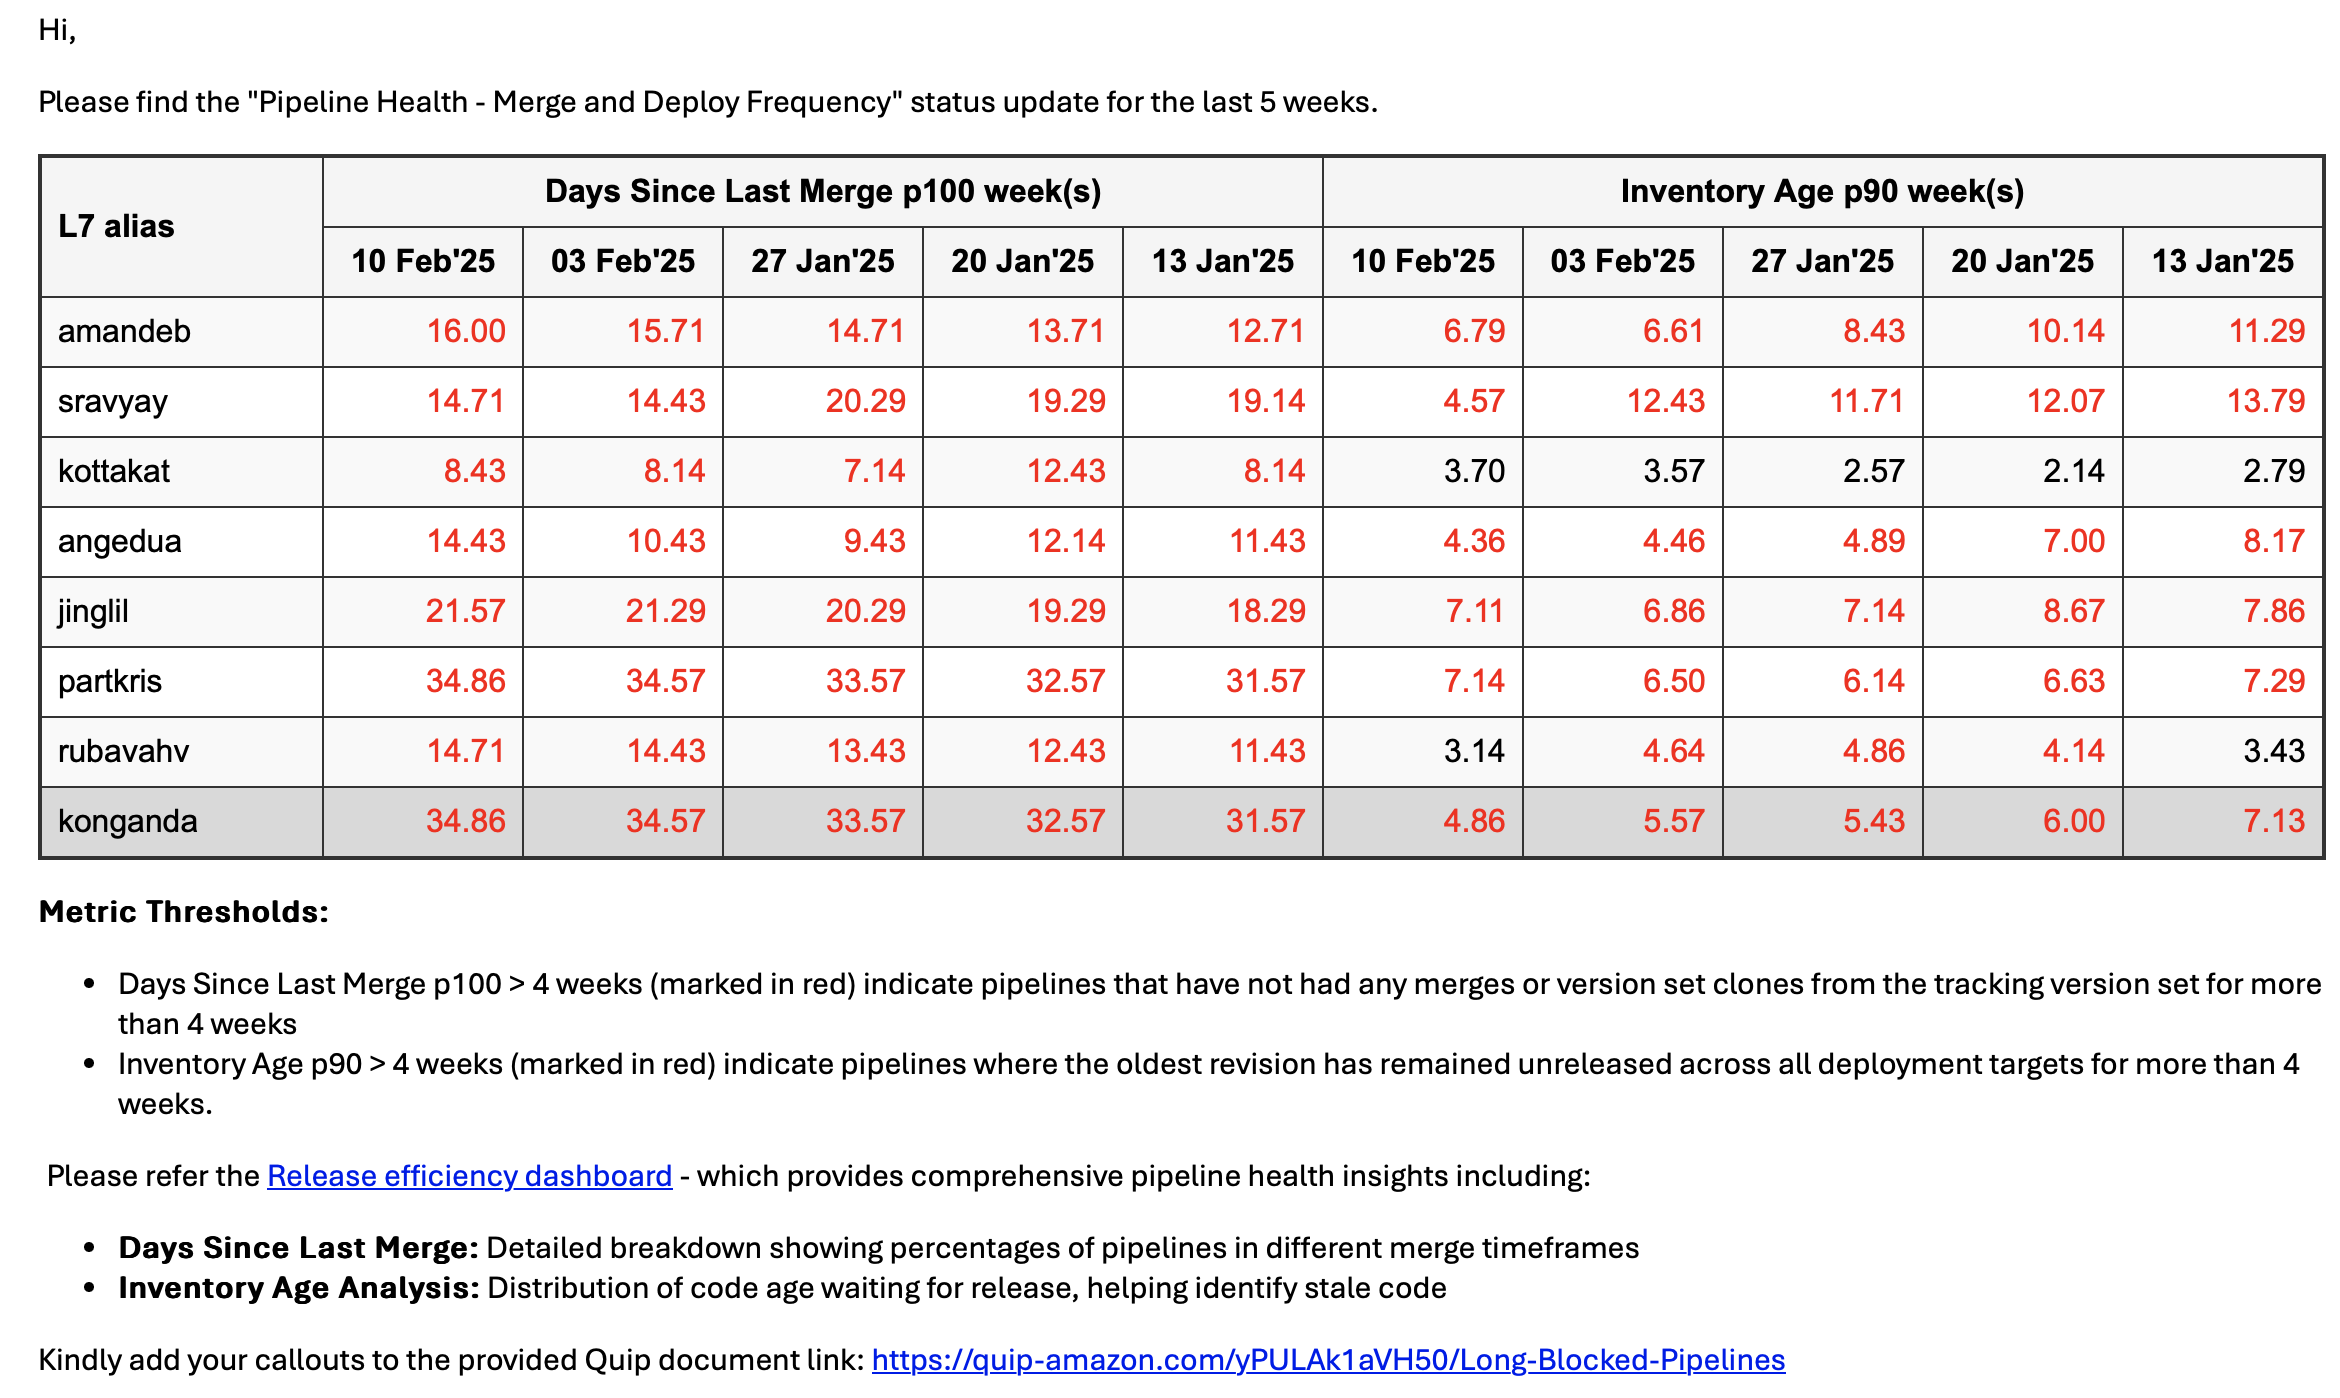 Hi,
Please find the "Pipeline Health - Merge and Deploy Frequency" status update for the last 5 weeks.
L7 alias Days Since Last Merge p100 week(s) Inventory Age p90 week(s)
10 Feb'25 03 Feb'25 27 Jan'25 20 Jan'25 13 Jan'25 10 Feb'25 03 Feb'25 27 Jan'25 20 Jan'25 13 Jan'25
amandeb 16.00 15.71 14.71 13.71 12.71 6.79 6.61 8.43 10.14 11.29
sravyay 14.71 14.43 20.29 19.29 19.14 4.57 12.43 11.71 12.07 13.79
kottakat 8.43 8.14 7.14 12.43 8.14 3.70 3.57 2.57 2.14 2.79
angedua 14.43 10.43 9.43 12.14 11.43 4.36 4.46 4.89 7.00 8.17
jinglil 21.57 21.29 20.29 19.29 18.29 7.11 6.86 7.14 8.67 7.86
partkris 34.86 34.57 33.57 32.57 31.57 7.14 6.50 6.14 6.63 7.29
rubavahv 14.71 14.43 13.43 12.43 11.43 3.14 4.64 4.86 4.14 3.43
konganda 34.86 34.57 33.57 32.57 31.57 4.86 5.57 5.43 6.00 7.13
Metric Thresholds:
• Days Since Last Merge p100 > 4 weeks (marked in red) indicate pipelines that have not had any merges or version set clones from the tracking version set for more
than 4 weeks
• Inventory Age p90 > 4 weeks (marked in red) indicate pipelines where the oldest revision has remained unreleased across all deployment targets for more than 4
weeks.
Please refer the Release efficiency dashboard - which provides comprehensive pipeline health insights including:
• Days Since Last Merge: Detailed breakdown showing percentages of pipelines in different merge timeframes
• Inventory Age Analysis: Distribution of code age waiting for release, helping identify stale code
Kindly add your callouts to the provided Quip document link: https://quip-amazon.com/yPULAk1aVH50/Long-Blocked-Pipelines